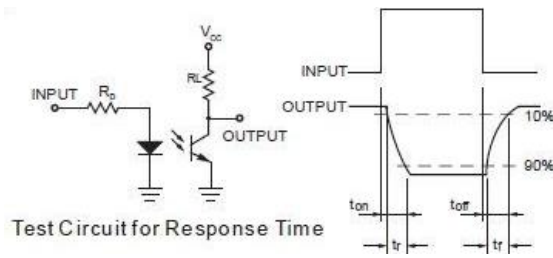 Vcc
RL
INPUT
RD
OUTPUT
Test Circuit for Response Time
INPUT
OUTPUT
10%
90%
ton
toff
tr
tf